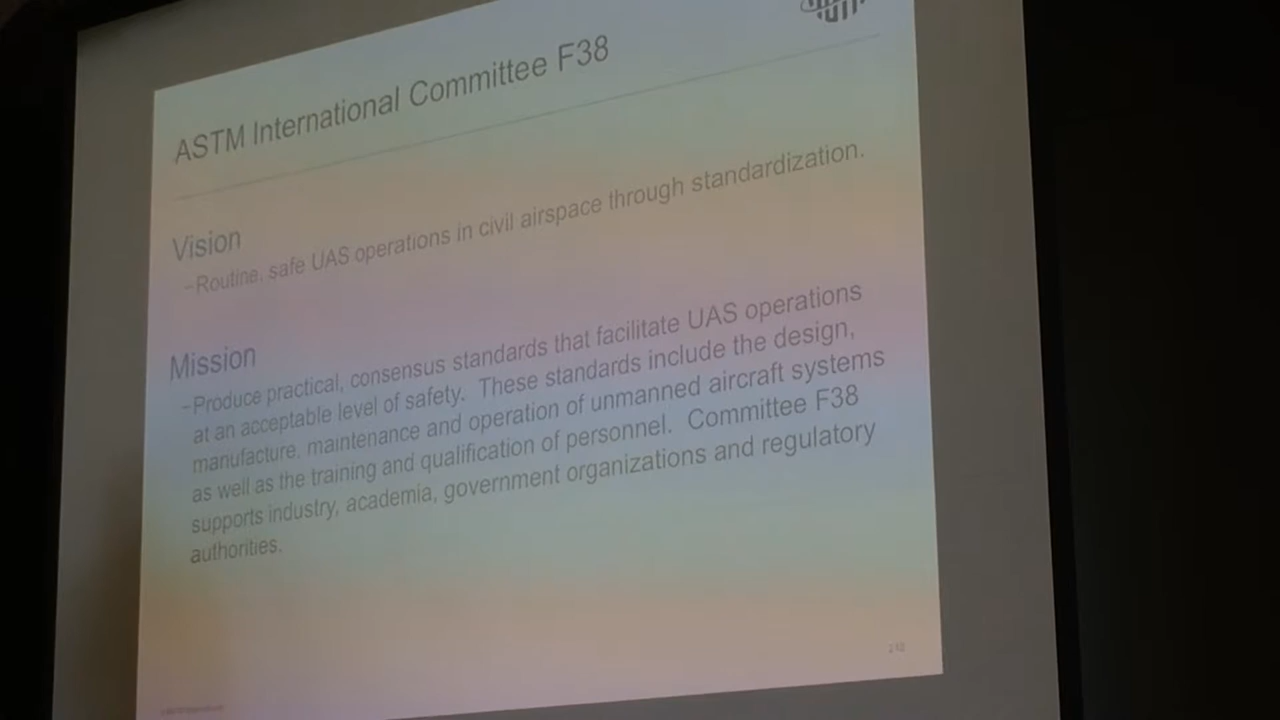 ASTM International Committee F38
Vision
–Routine, safe UAS operations in civil airspace through standardization.
Mission
–Produce practical, consensus standards that facilitate UAS operations
at an acceptable level of safety. These standards include the design,
manufacture, maintenance and operation of unmanned aircraft systems
as well as the training and qualification of personnel. Committee F38
supports industry, academia, government organizations and regulatory
authorities.